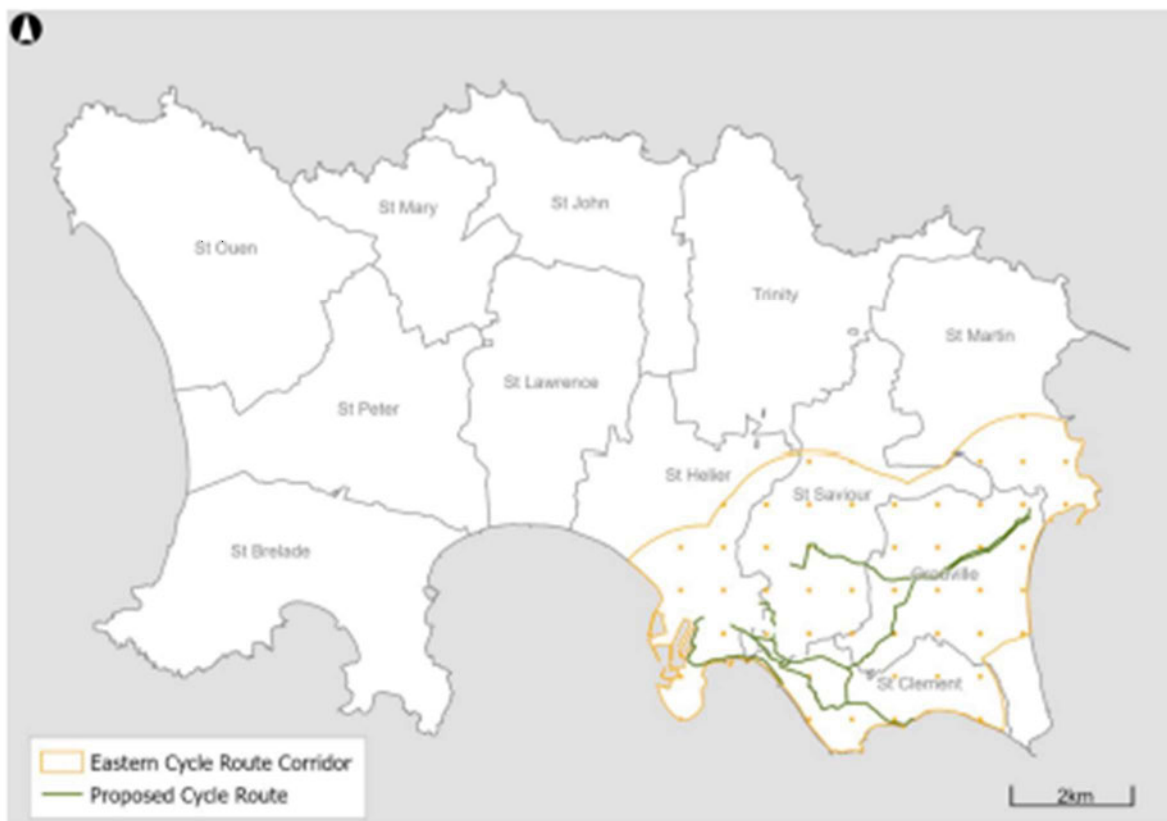 St John
St Mary
St Ouen
Trinity
St Martin
St Lawrence
St Peter
St Helier
St Saviour
St Brelade
Grouville
St Clement
Eastern Cycle Route Corridor
Proposed Cycle Route
2km